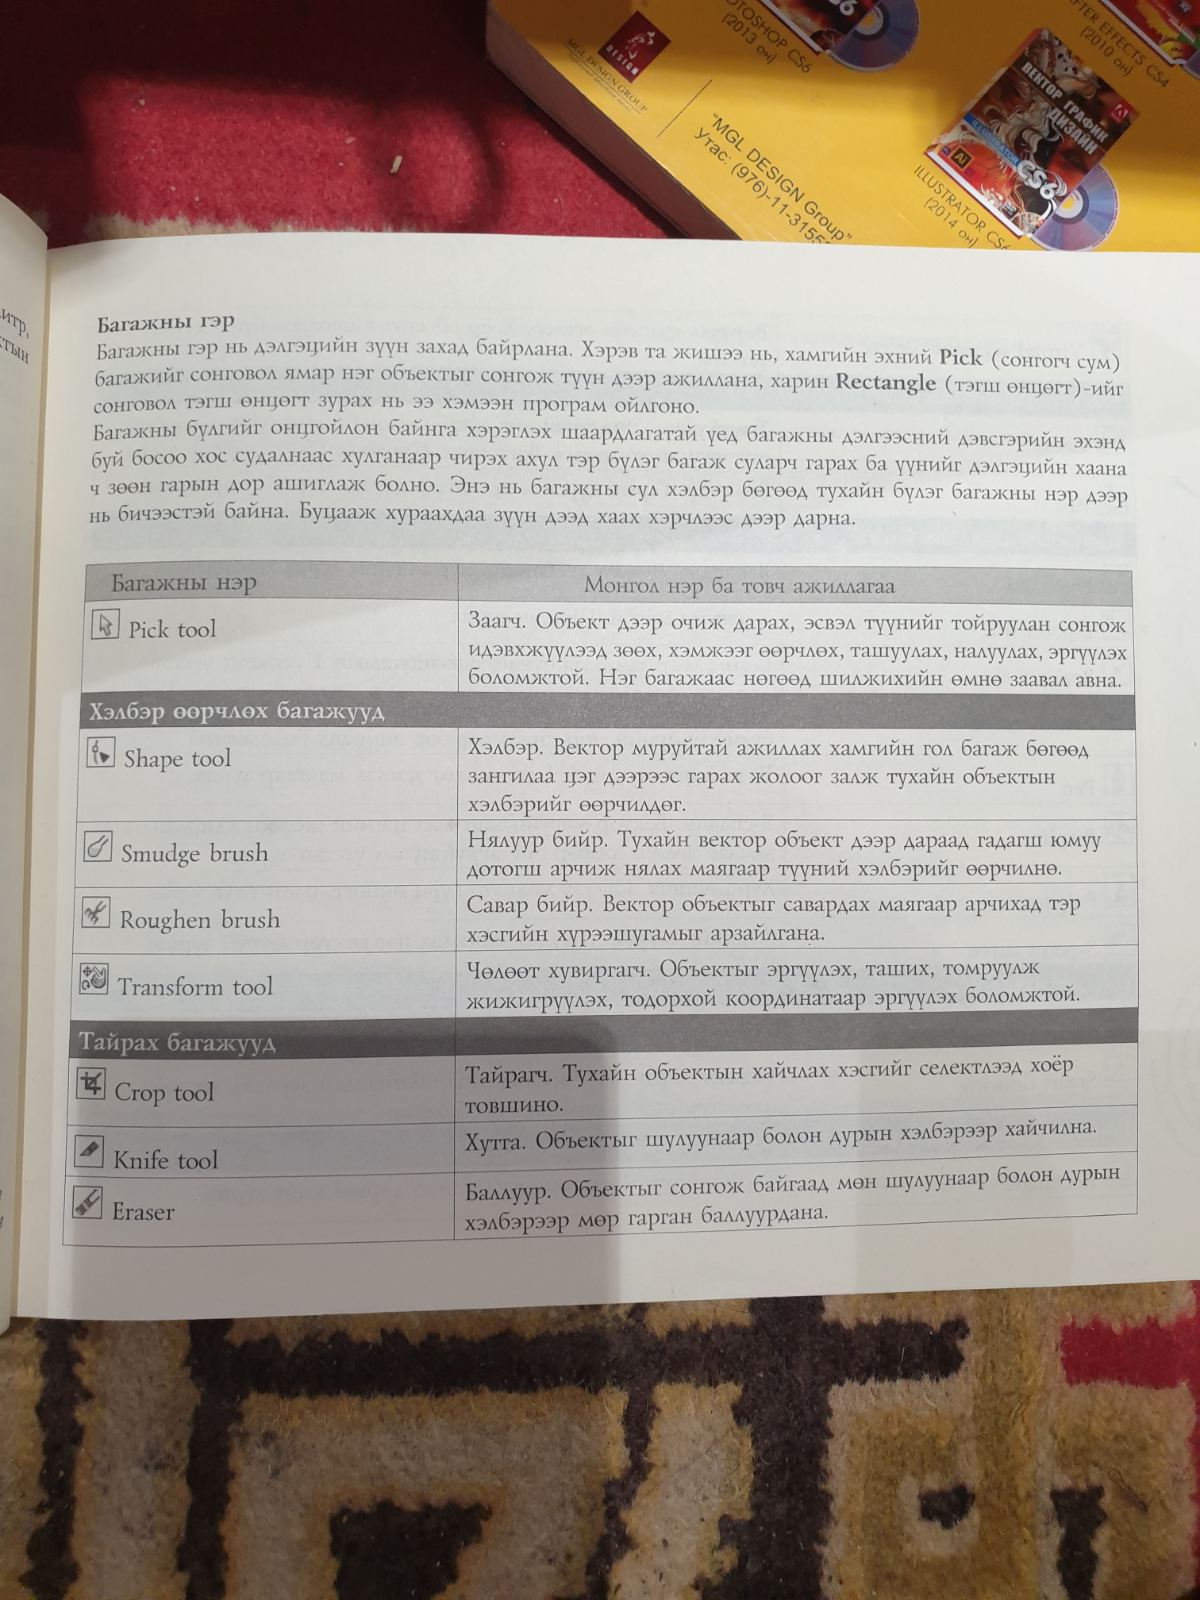 OTOSHOP CS6
(2013 он)
AFTER EFFECTS CS4
(2010 он)
DESIGN
MGL DESIGN GROUP
ВЕКТОР ГРАФИК
ДИЗАЙН
ILLUSTRATOR
CS6
Ai
"MGL DESIGN Group"
Утас: (976)-11-3155
ILLUSTRATOR CS6
(2014 он)
Багажны гэр
Багажны гэр нь дэлгэцийн зүүн захад байрлана. Хэрэв та жишээ нь, хамгийн эхний Pick (сонгогч сум)
багажийг сонговол ямар нэг объектыг сонгож түүн дээр ажиллана, харин Rectangle (тэгш өнцөгт)-ийг
сонговол тэгш өнцөгт зурах нь ээ хэмээн програм ойлгоно.
Багажны бүлгийг онцгойлон байнга хэрэглэх шаардлагатай үед багажны дэлгээсний дэвсгэрийн эхэнд
буй босоо хос судалнаас хулганаар чирэх ахул тэр бүлэг багаж суларч гарах ба үүнийг дэлгэцийн хаана
ч зөөн гарын дор ашиглаж болно. Энэ нь багажны сул хэлбэр бөгөөд тухайн бүлэг багажны нэр дээр
нь бичээстэй байна. Буцааж хураахдаа зүүн дээд хаах хэрчлээс дээр дарна.
Багажны нэр Монгол нэр ба товч ажиллагаа
Pick tool
Заагч. Объект дээр очиж дарах, эсвэл түүнийг тойруулан сонгож
идэвхжүүлээд зөөх, хэмжээг өөрчлөх, ташуулах, налуулах, эргүүлэх
боломжтой. Нэг багажаас нөгөөд шилжихийн өмнө заавал авна.
Хэлбэр өөрчлөх багажууд
Shape tool
Хэлбэр. Вектор муруйтай ажиллах хамгийн гол багаж бөгөөд
зангилаа цэг дээрээс гарах жолоог залж тухайн объектын
хэлбэрийг өөрчилдөг.
Smudge brush
Нялуур бийр. Тухайн вектор объект дээр дараад гадагш юмуу
дотогш арчиж нялах маягаар түүний хэлбэрийг өөрчилнө.
Roughen brush
Савар бийр. Вектор объектыг савардах маягаар арчихад тэр
хэсгийн хүрээшугамыг арзайлгана.
Transform tool
Чөлөөт хувиргагч. Объектыг эргүүлэх, таших, томруулж
жижигрүүлэх, тодорхой координатаар эргүүлэх боломжтой.
Тайрах багажууд
Crop tool
Тайрагч. Тухайн объектын хайчлах хэсгийг селектлээд хоёр
товшино.
Knife tool
Хутга. Объектыг шулуунаар болон дурын хэлбэрээр хайчилна.
Eraser
Баллуур. Объектыг сонгож байгаад мөн шулуунаар болон дурын
хэлбэрээр мөр гарган баллуурдана.